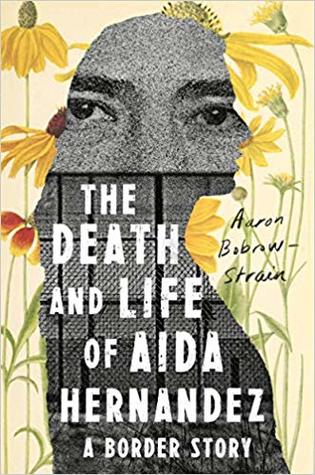 THE
DEATH
AND LIFE
OF AIDA
HERNANDEZ
A BORDER STORY
Aaron
Bobrow-
Strain